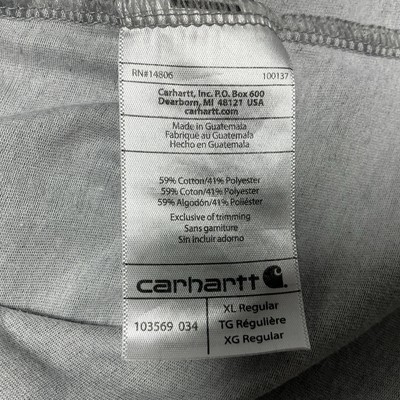 RN#14806 100137
Carhartt, Inc. P.O. Box 600
Dearborn, MI 48121 USA
carhartt.com
Made in Guatemala
Fabriqué au Guatemala
Hecho en Guatemala
59% Cotton/41% Polyester
59% Coton/41% Polyester
59% Algodón/41% Poliéster
Exclusive of trimming
Sans garniture
Sin incluir adorno
carhartt
103569 034
XL Regular
TG Régulière
XG Regular